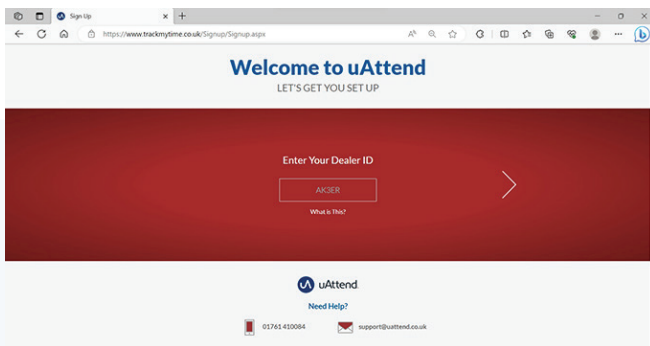 Sign Up
https://www.trackmytime.co.uk/Signup/Signup.aspx
Welcome to uAttend
LET'S GET YOU SET UP
Enter Your Dealer ID
AK3ER
What is This?
uAttend
Need Help?
01761 410084
support@uattend.co.uk